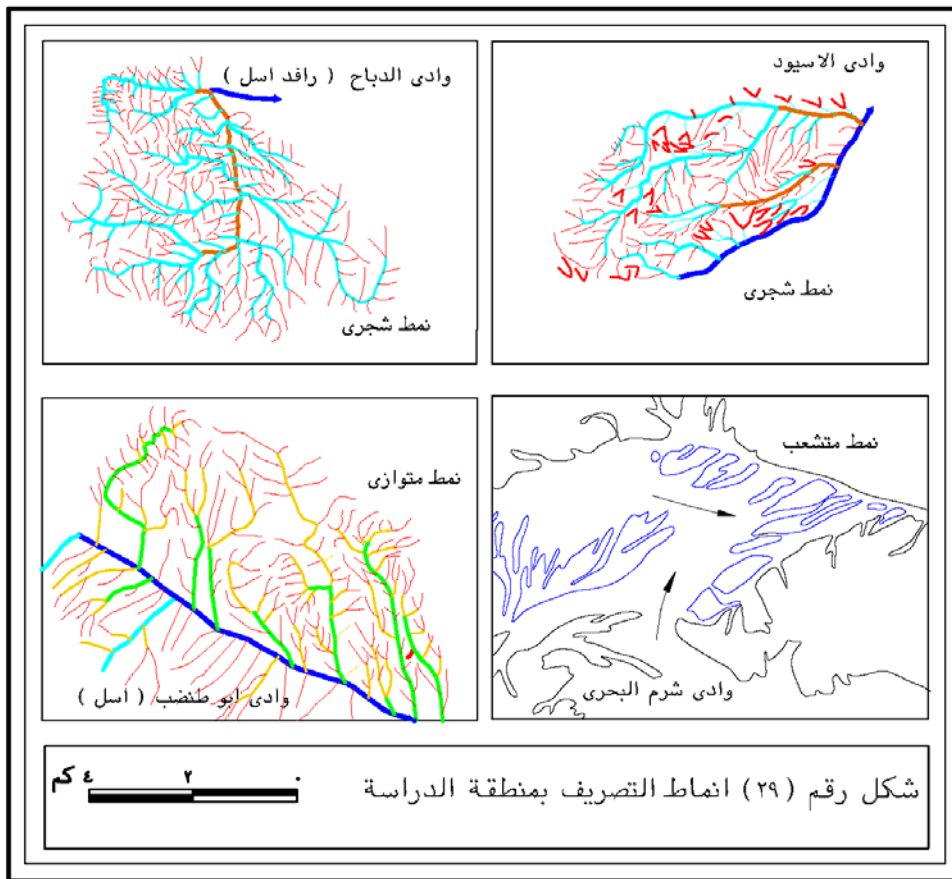 وادى الاسيود
نمط شجرى
وادى الدباح ( رافد اسل )
نمط شجرى
نمط متشعب
وادى شرم البحرى
نمط متوازى
وادى ابو طنضب ( اسل )
شكل رقم (٢٩) انماط التصريف بمنطقة الدراسة
٠ ٢ ٤ كم